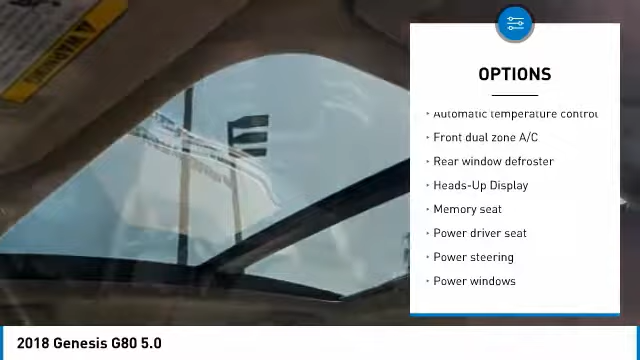 WARNING
OPTIONS
• Automatic temperature control
• Front dual zone A/C
• Rear window defroster
• Heads-Up Display
• Memory seat
• Power driver seat
• Power steering
• Power windows
2018 Genesis G80 5.0